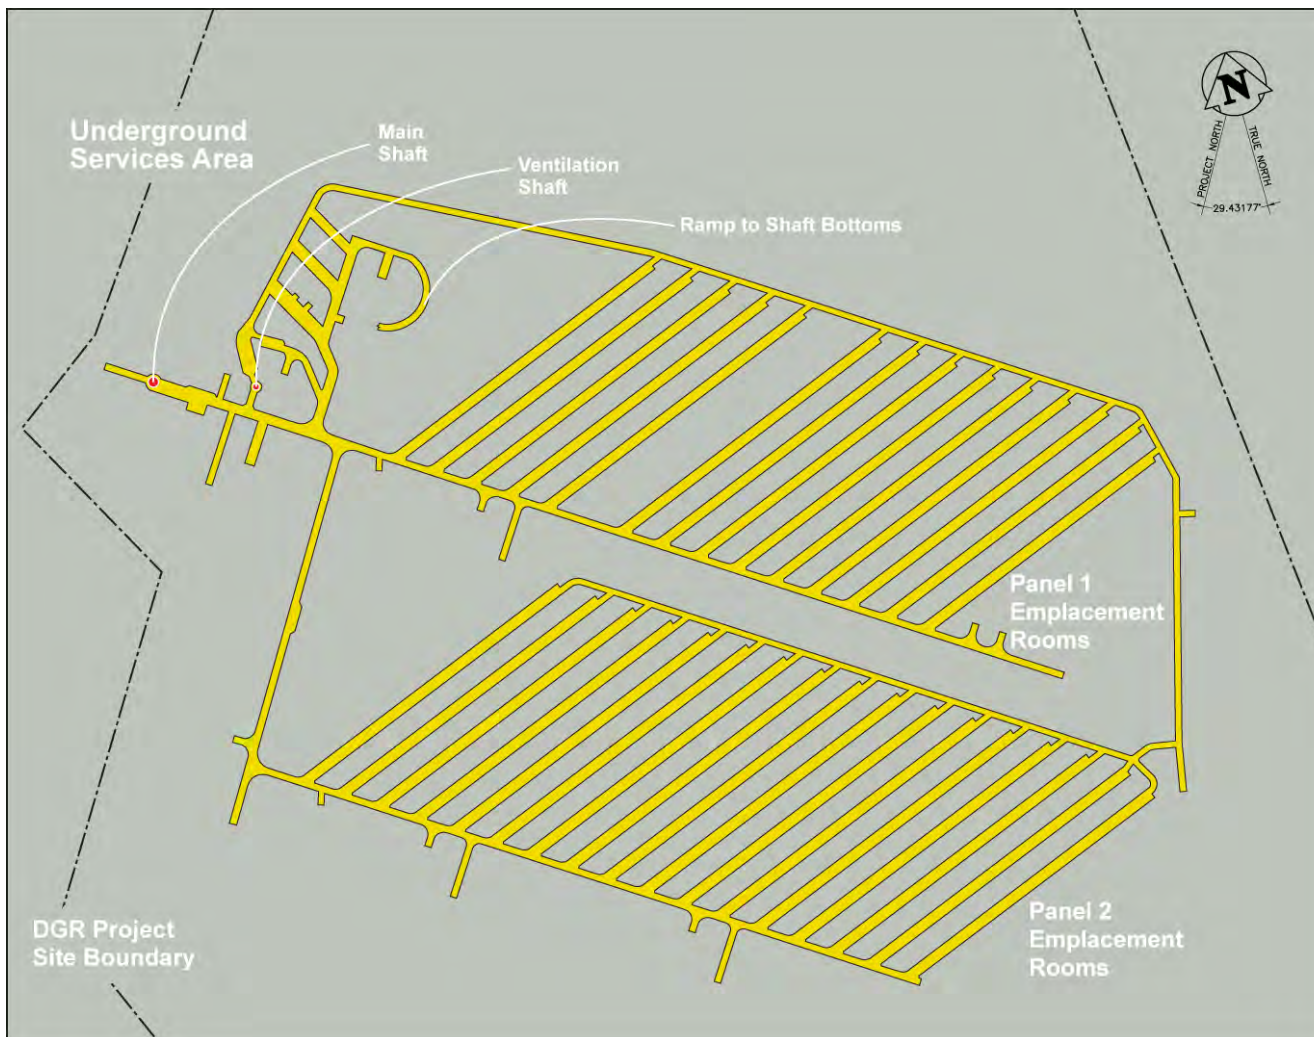 Underground
Services Area
Main
Shaft
Ventilation
Shaft
Ramp to Shaft Bottoms
N
PROJECT NORTH
TRUE NORTH
29.43177'
Panel 1
Emplacement
Rooms
Panel 2
Emplacement
Rooms
DGR Project
Site Boundary